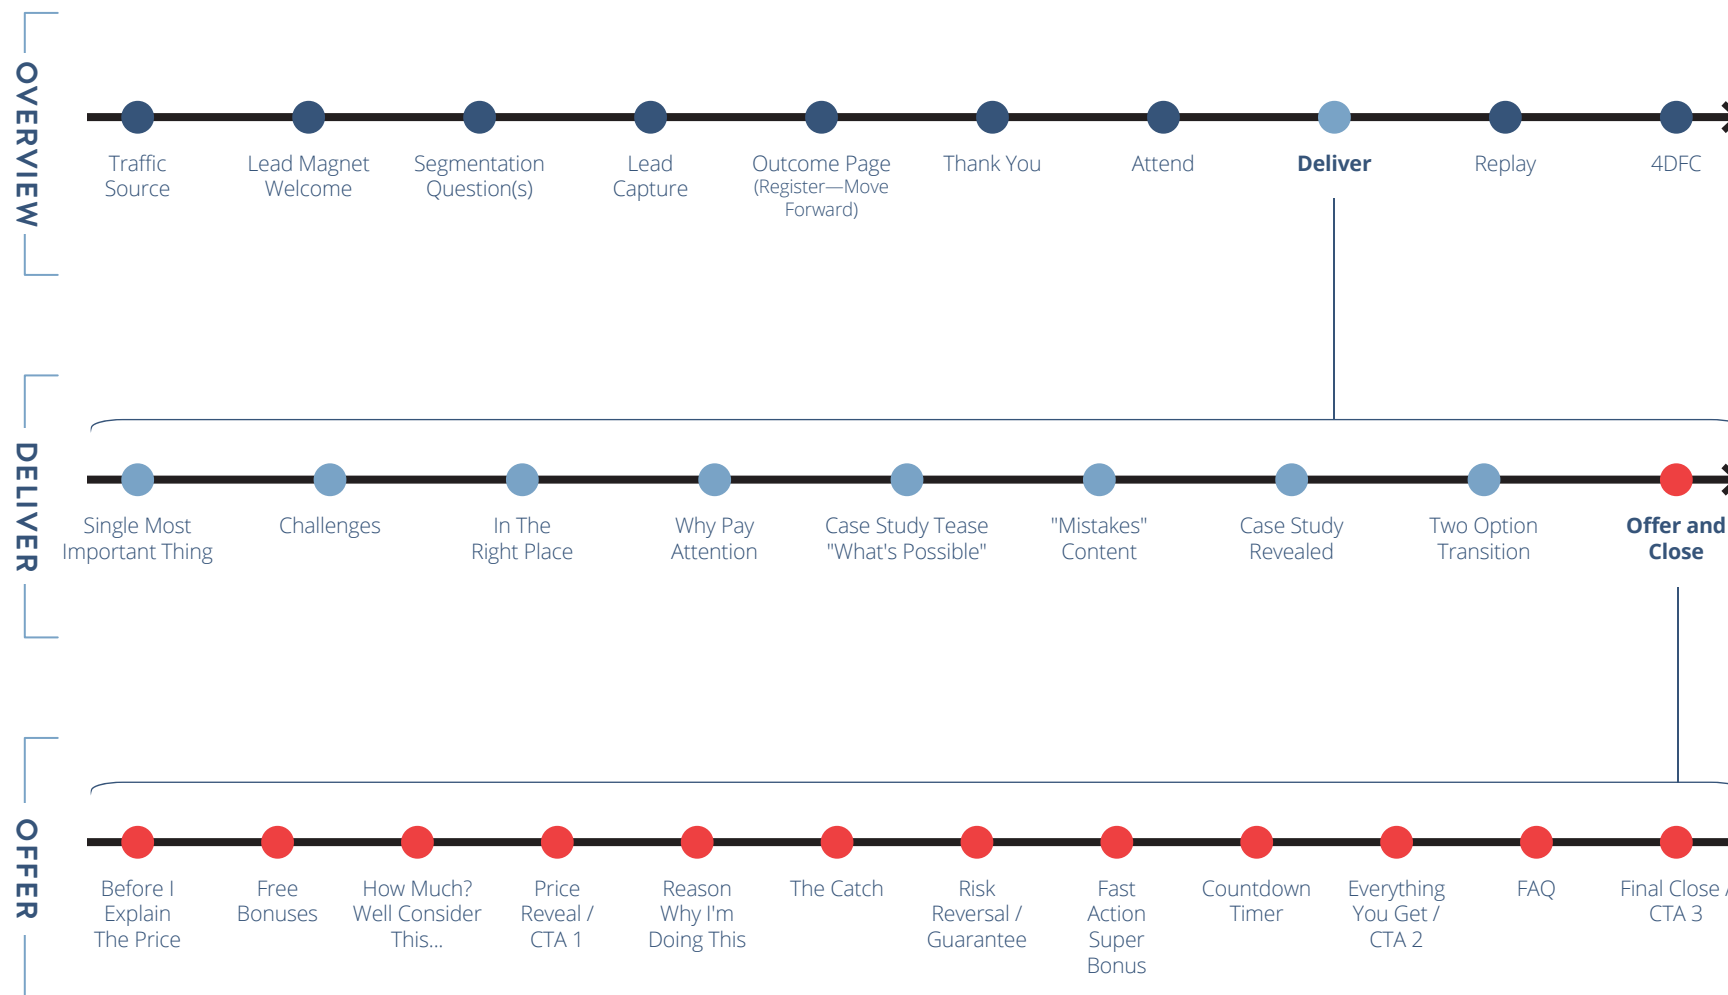 OVERVIEW
Traffic
Source
Lead Magnet
Welcome
Segmentation
Question(s)
Lead
Capture
Outcome Page
(Register—Move
Forward)
Thank You
Attend
Deliver
Replay
4DFC
DELIVER
Single Most
Important Thing
Challenges
In The
Right Place
Why Pay
Attention
Case Study Tease
"What's Possible"
"Mistakes"
Content
Case Study
Revealed
Two Option
Transition
Offer and
Close
OFFER
Before I
Explain
The Price
Free
Bonuses
How Much?
Well Consider
This...
Price
Reveal /
CTA 1
Reason
Why I'm
Doing This
The Catch
Risk
Reversal /
Guarantee
Fast
Action
Super
Bonus
Countdown
Timer
Everything
You Get /
CTA 2
FAQ
Final Close /
CTA 3